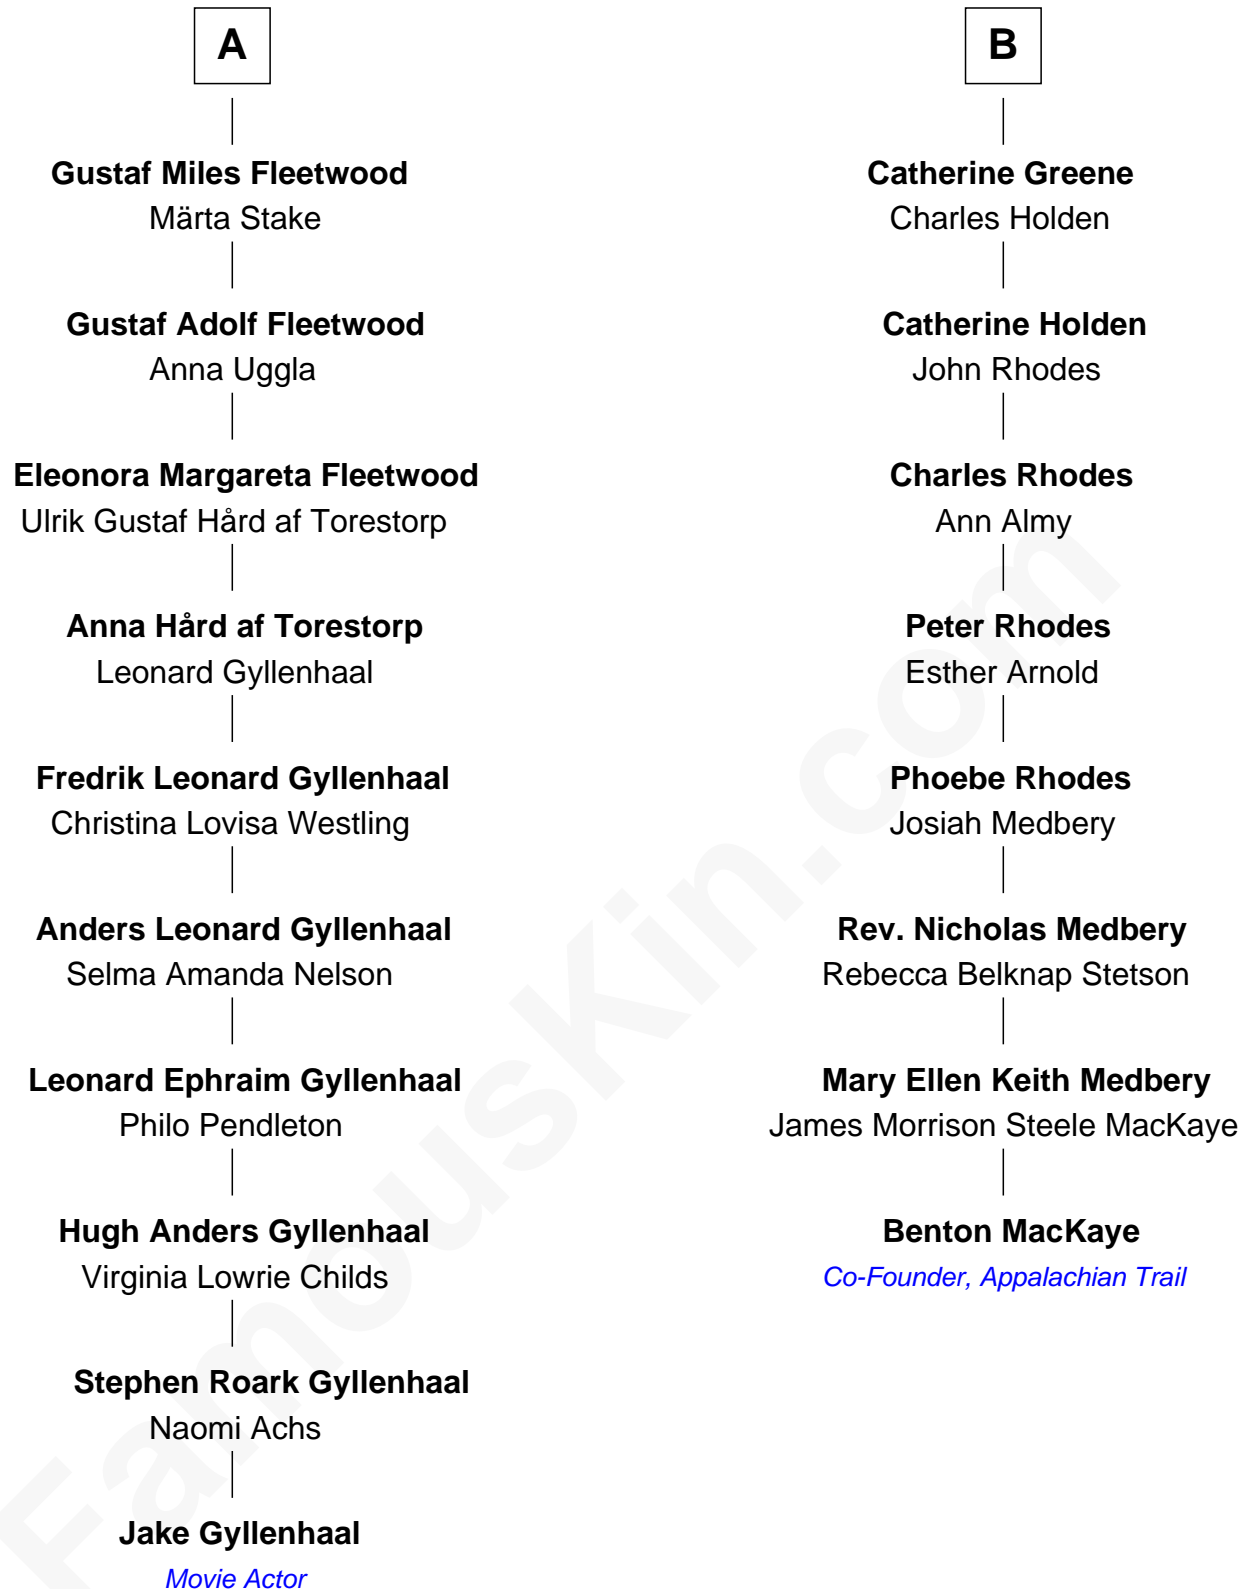 A
Gustaf Miles Fleetwood
Märta Stake
Gustaf Adolf Fleetwood
Anna Uggla
Eleonora Margareta Fleetwood
Ulrik Gustaf Hård af Torestorp
Anna Hård af Torestorp
Leonard Gyllenhaal
Fredrik Leonard Gyllenhaal
Christina Lovisa Westling
Anders Leonard Gyllenhaal
Selma Amanda Nelson
Leonard Ephraim Gyllenhaal
Philo Pendleton
Hugh Anders Gyllenhaal
Virginia Lowrie Childs
Stephen Roark Gyllenhaal
Naomi Achs
Jake Gyllenhaal
Movie Actor
B
Catherine Greene
Charles Holden
Catherine Holden
John Rhodes
Charles Rhodes
Ann Almy
Peter Rhodes
Esther Arnold
Phoebe Rhodes
Josiah Medbery
Rev. Nicholas Medbery
Rebecca Belknap Stetson
Mary Ellen Keith Medbery
James Morrison Steele MacKaye
Benton MacKaye
Co-Founder, Appalachian Trail
FamousKin.com